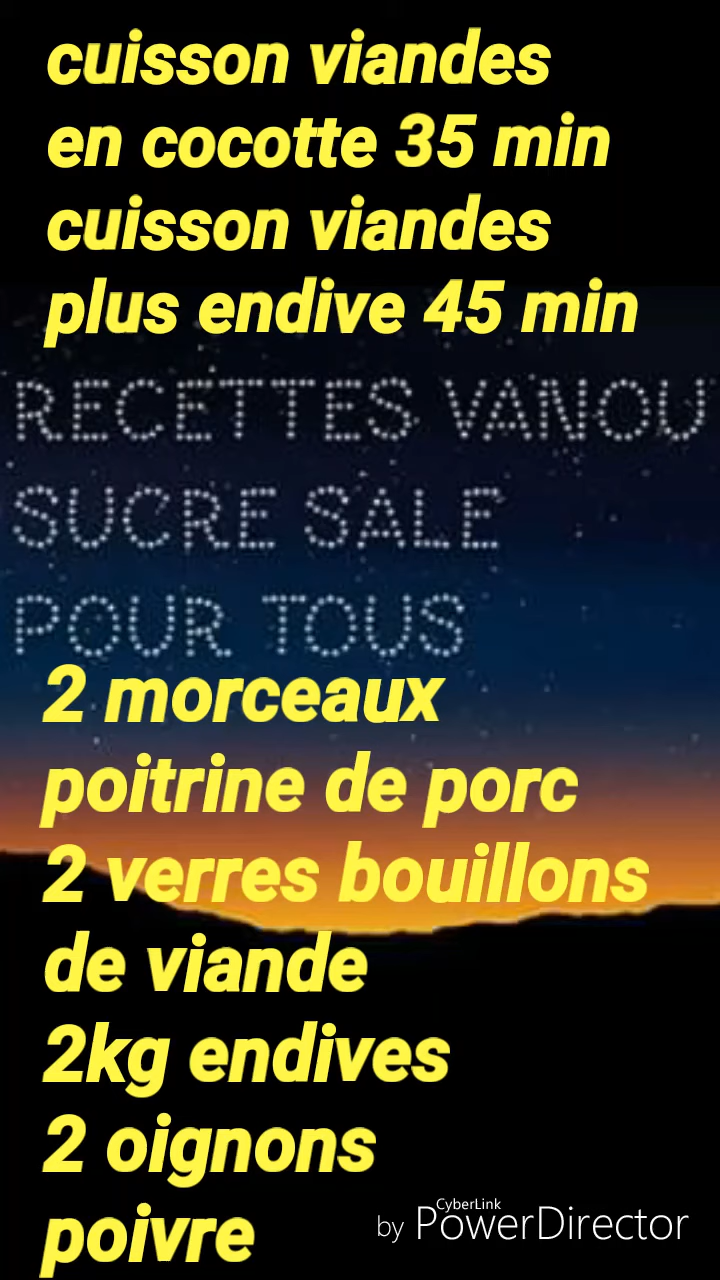 cuisson viandes
en cocotte 35 min
cuisson viandes
plus endive 45 min
RECETTES VANOU
SUCRE SALE
POUR TOUS
2 morceaux
poitrine de porc
2 verres bouillons
de viande
2kg endives
2 oignons
poivre
CyberLink
by PowerDirector